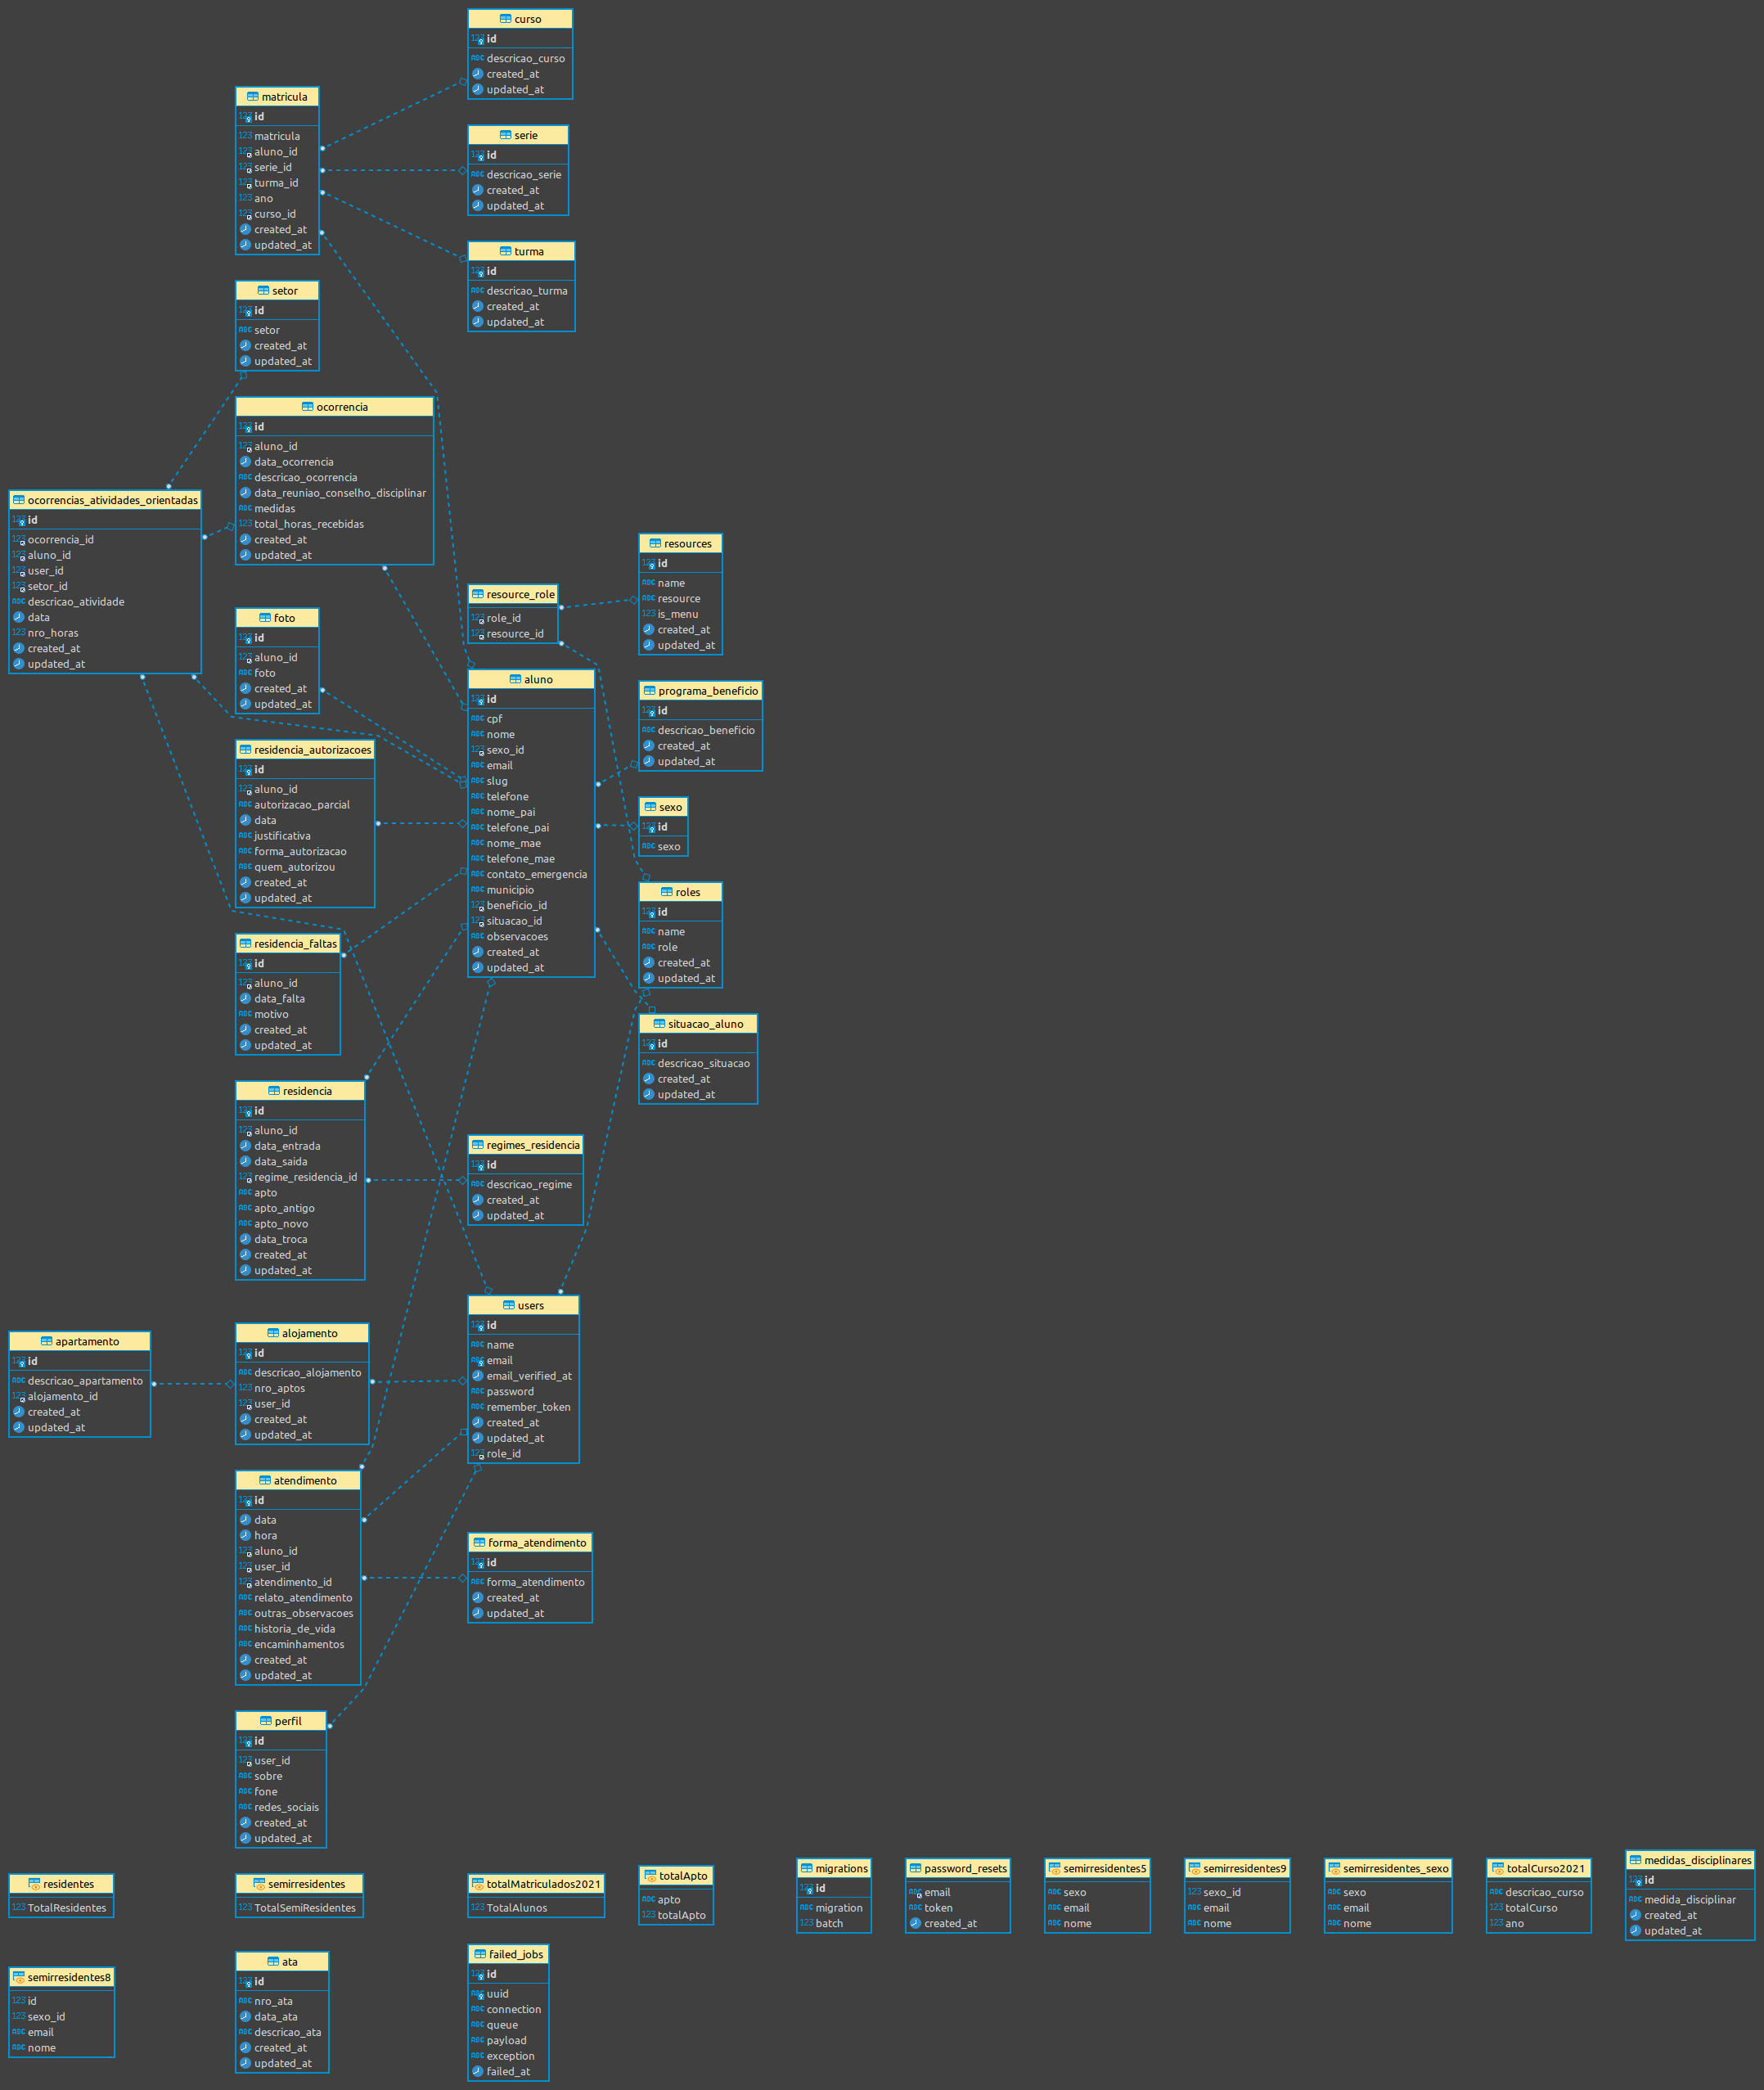 curso
id
descricao_curso
created_at
updated_at
matricula
id
matricula
aluno_id
serie_id
turma_id
ano
curso_id
created_at
updated_at
serie
id
descricao_serie
created_at
updated_at
turma
id
descricao_turma
created_at
updated_at
setor
id
setor
created_at
updated_at
ocorrencia
id
aluno_id
data_ocorrencia
descricao_ocorrencia
data_reuniao_conselho_disciplinar
medidas
total_horas_recebidas
created_at
updated_at
ocorrencias_atividades_orientadas
id
ocorrencia_id
aluno_id
user_id
setor_id
descricao_atividade
data
nro_horas
created_at
updated_at
resources
id
name
resource
is_menu
created_at
updated_at
resource_role
role_id
resource_id
foto
id
aluno_id
foto
created_at
updated_at
aluno
id
cpf
nome
sexo_id
email
slug
telefone
nome_pai
telefone_pai
nome_mae
telefone_mae
contato_emergencia
municipio
beneficio_id
situacao_id
observacoes
created_at
updated_at
programa_beneficio
id
descricao_beneficio
created_at
updated_at
residencia_autorizacoes
id
aluno_id
autorizacao_parcial
data
justificativa
forma_autorizacao
quem_autorizou
created_at
updated_at
sexo
id
sexo
roles
id
name
role
created_at
updated_at
residencia_faltas
id
aluno_id
data_falta
motivo
created_at
updated_at
situacao_aluno
id
descricao_situacao
created_at
updated_at
residencia
id
aluno_id
data_entrada
data_saida
regime_residencia_id
apto
apto_antigo
apto_novo
data_troca
created_at
updated_at
regimes_residencia
id
descricao_regime
created_at
updated_at
users
id
name
email
email_verified_at
password
remember_token
created_at
updated_at
role_id
apartamento
id
descricao_apartamento
alojamento_id
created_at
updated_at
alojamento
id
descricao_alojamento
nro_aptos
user_id
created_at
updated_at
atendimento
id
data
hora
aluno_id
user_id
atendimento_id
relato_atendimento
outras_observacoes
historia_de_vida
encaminhamentos
created_at
updated_at
forma_atendimento
id
forma_atendimento
created_at
updated_at
perfil
id
user_id
sobre
fone
redes_sociais
created_at
updated_at
residentes
TotalResidentes
semirresidentes
TotalSemiResidentes
totalMatriculados2021
TotalAlunos
totalApto
apto
totalApto
migrations
id
migration
batch
password_resets
email
token
created_at
semirresidentes5
sexo
email
nome
semirresidentes9
sexo_id
email
nome
semirresidentes_sexo
sexo
email
nome
totalCurso2021
descricao_curso
totalCurso
ano
medidas_disciplinares
id
medida_disciplinar
created_at
updated_at
semirresidentes8
id
sexo_id
email
nome
ata
id
nro_ata
data_ata
descricao_ata
created_at
updated_at
failed_jobs
id
uuid
connection
queue
payload
exception
failed_at